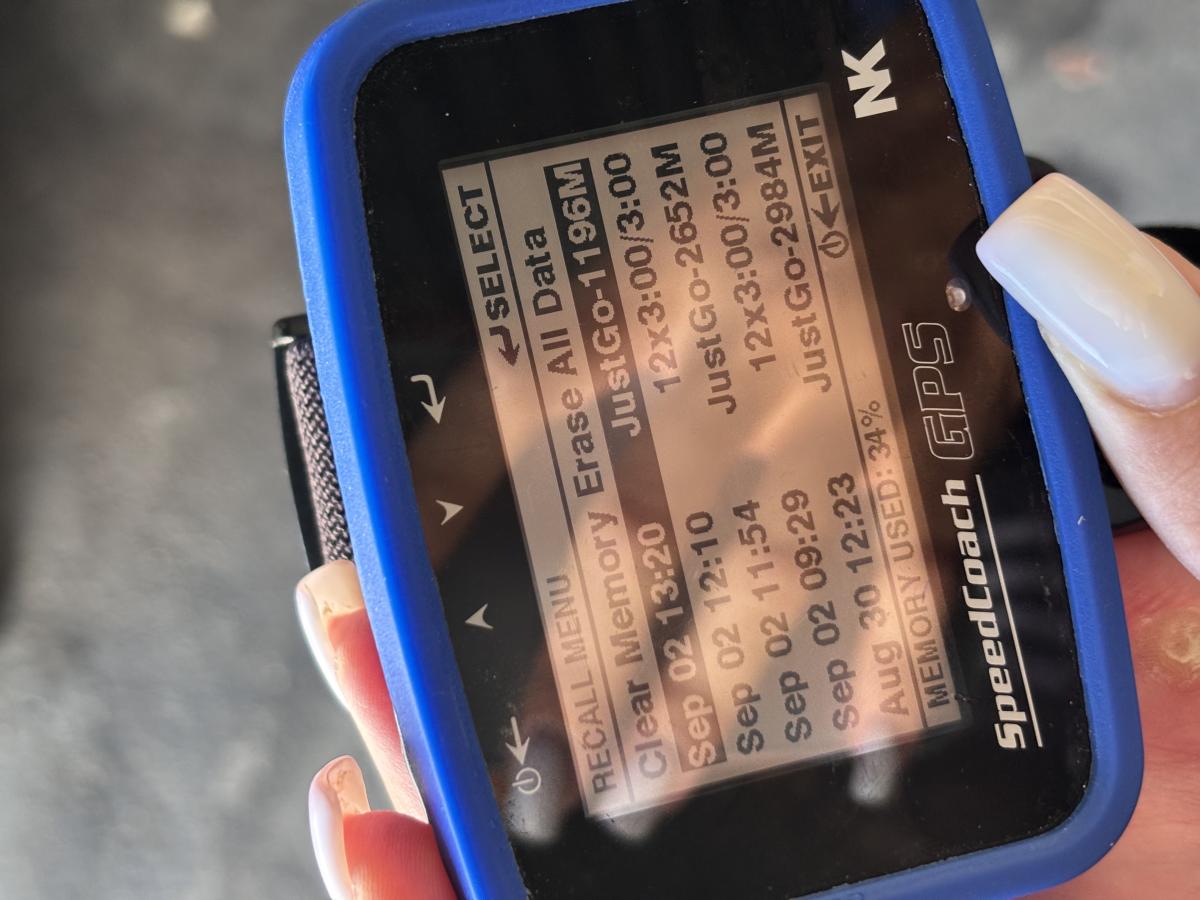 RECALL MENU ↵SELECT
Clear Memory Erase All Data
Sep 02 13:20 JustGo-1196M
Sep 02 12:10 12x3:00/3:00
Sep 02 11:54 JustGo-2652M
Sep 02 09:29 12x3:00/3:00
Aug 30 12:23 JustGo-2984M
MEMORY USED: 34% ⏻←EXIT
SpeedCoach GPS NK